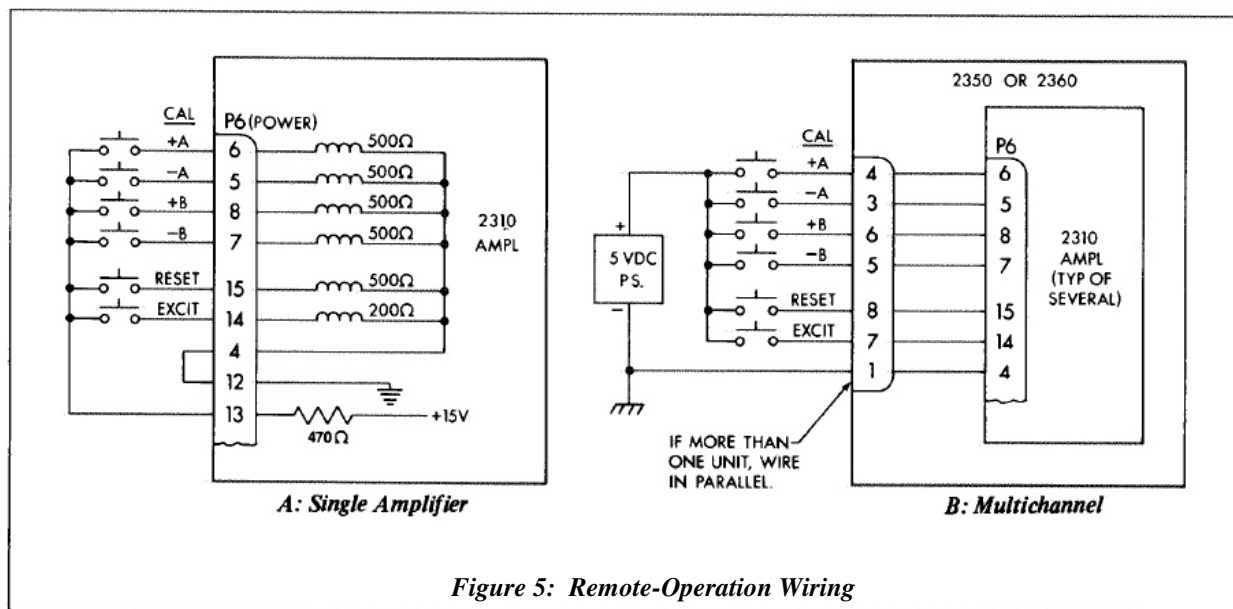 CAL
P6 (POWER)
+A 6 500Ω
−A 5 500Ω
+B 8 500Ω
−B 7 500Ω
RESET 15 500Ω
EXCIT 14 200Ω
4
12
13 +15V
470Ω
2310
AMPL
A: Single Amplifier
2350 OR 2360
CAL
P6
+A 4 6
−A 3 5
+B 6 8
−B 5 7
RESET 8 15
EXCIT 7 14
1 4
+
5 VDC
P.S.
−
2310
AMPL
(TYP OF
SEVERAL)
IF MORE THAN
ONE UNIT, WIRE
IN PARALLEL.
B: Multichannel
Figure 5: Remote-Operation Wiring